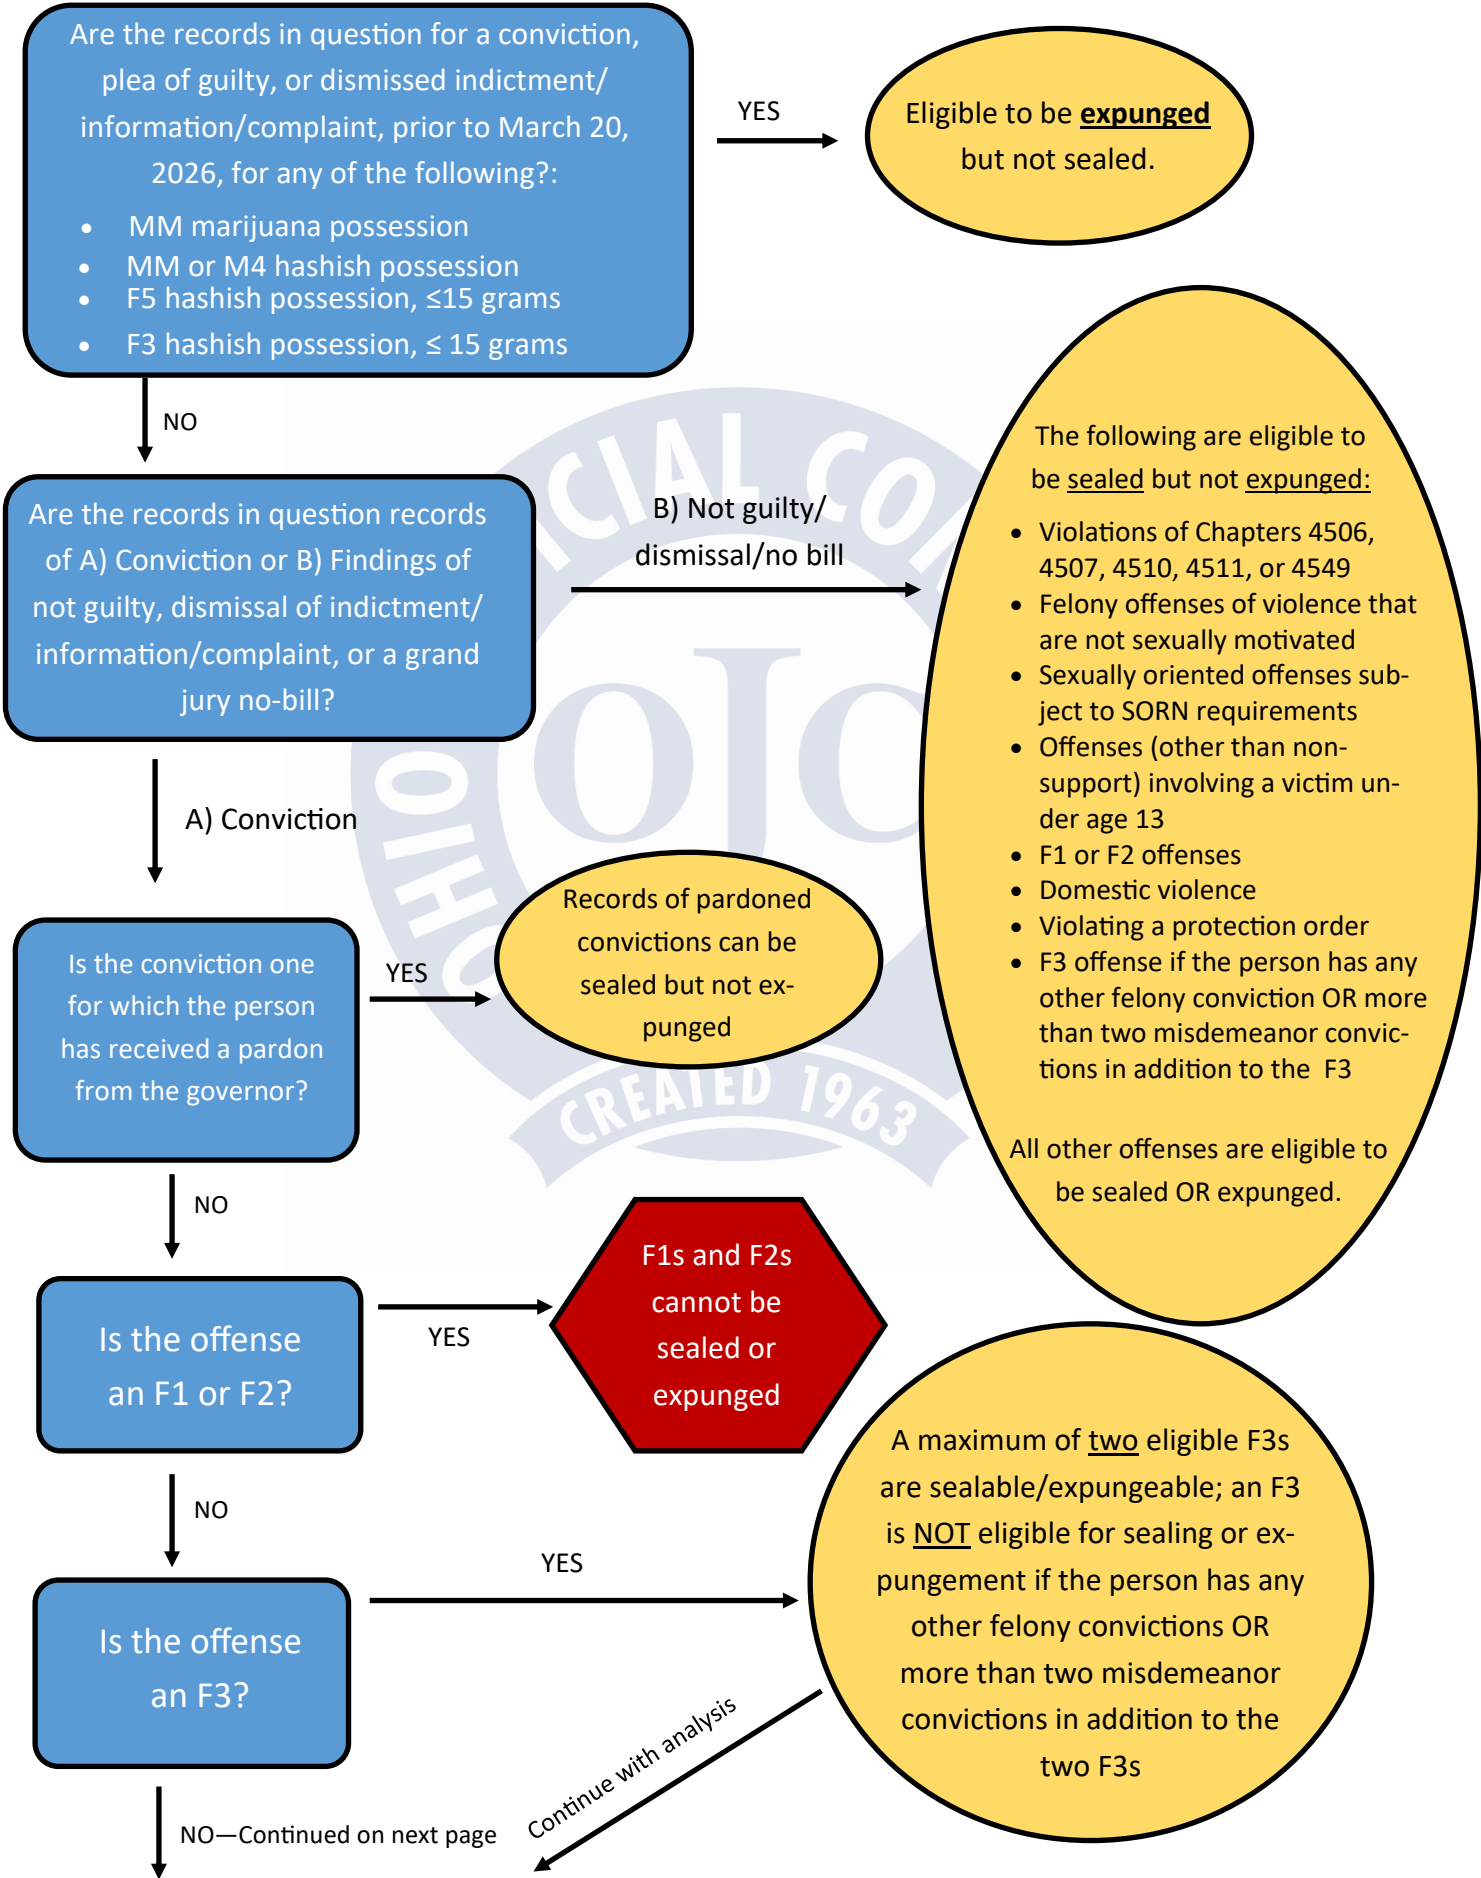 Are the records in question for a conviction,
plea of guilty, or dismissed indictment/
information/complaint, prior to March 20,
2026, for any of the following?:
• MM marijuana possession
• MM or M4 hashish possession
• F5 hashish possession, ≤15 grams
• F3 hashish possession, ≤ 15 grams
YES
Eligible to be expunged
but not sealed.
NO
Are the records in question records
of A) Conviction or B) Findings of
not guilty, dismissal of indictment/
information/complaint, or a grand
jury no-bill?
B) Not guilty/
dismissal/no bill
The following are eligible to
be sealed but not expunged:
• Violations of Chapters 4506,
4507, 4510, 4511, or 4549
• Felony offenses of violence that
are not sexually motivated
• Sexually oriented offenses sub-
ject to SORN requirements
• Offenses (other than non-
support) involving a victim un-
der age 13
• F1 or F2 offenses
• Domestic violence
• Violating a protection order
• F3 offense if the person has any
other felony conviction OR more
than two misdemeanor convic-
tions in addition to the F3
All other offenses are eligible to
be sealed OR expunged.
A) Conviction
Is the conviction one
for which the person
has received a pardon
from the governor?
YES
Records of pardoned
convictions can be
sealed but not ex-
punged
NO
Is the offense
an F1 or F2?
YES
F1s and F2s
cannot be
sealed or
expunged
NO
Is the offense
an F3?
YES
A maximum of two eligible F3s
are sealable/expungeable; an F3
is NOT eligible for sealing or ex-
pungement if the person has any
other felony convictions OR
more than two misdemeanor
convictions in addition to the
two F3s
Continue with analysis
NO—Continued on next page
OHIO
CIAL CO
OJC
CREATED 1963